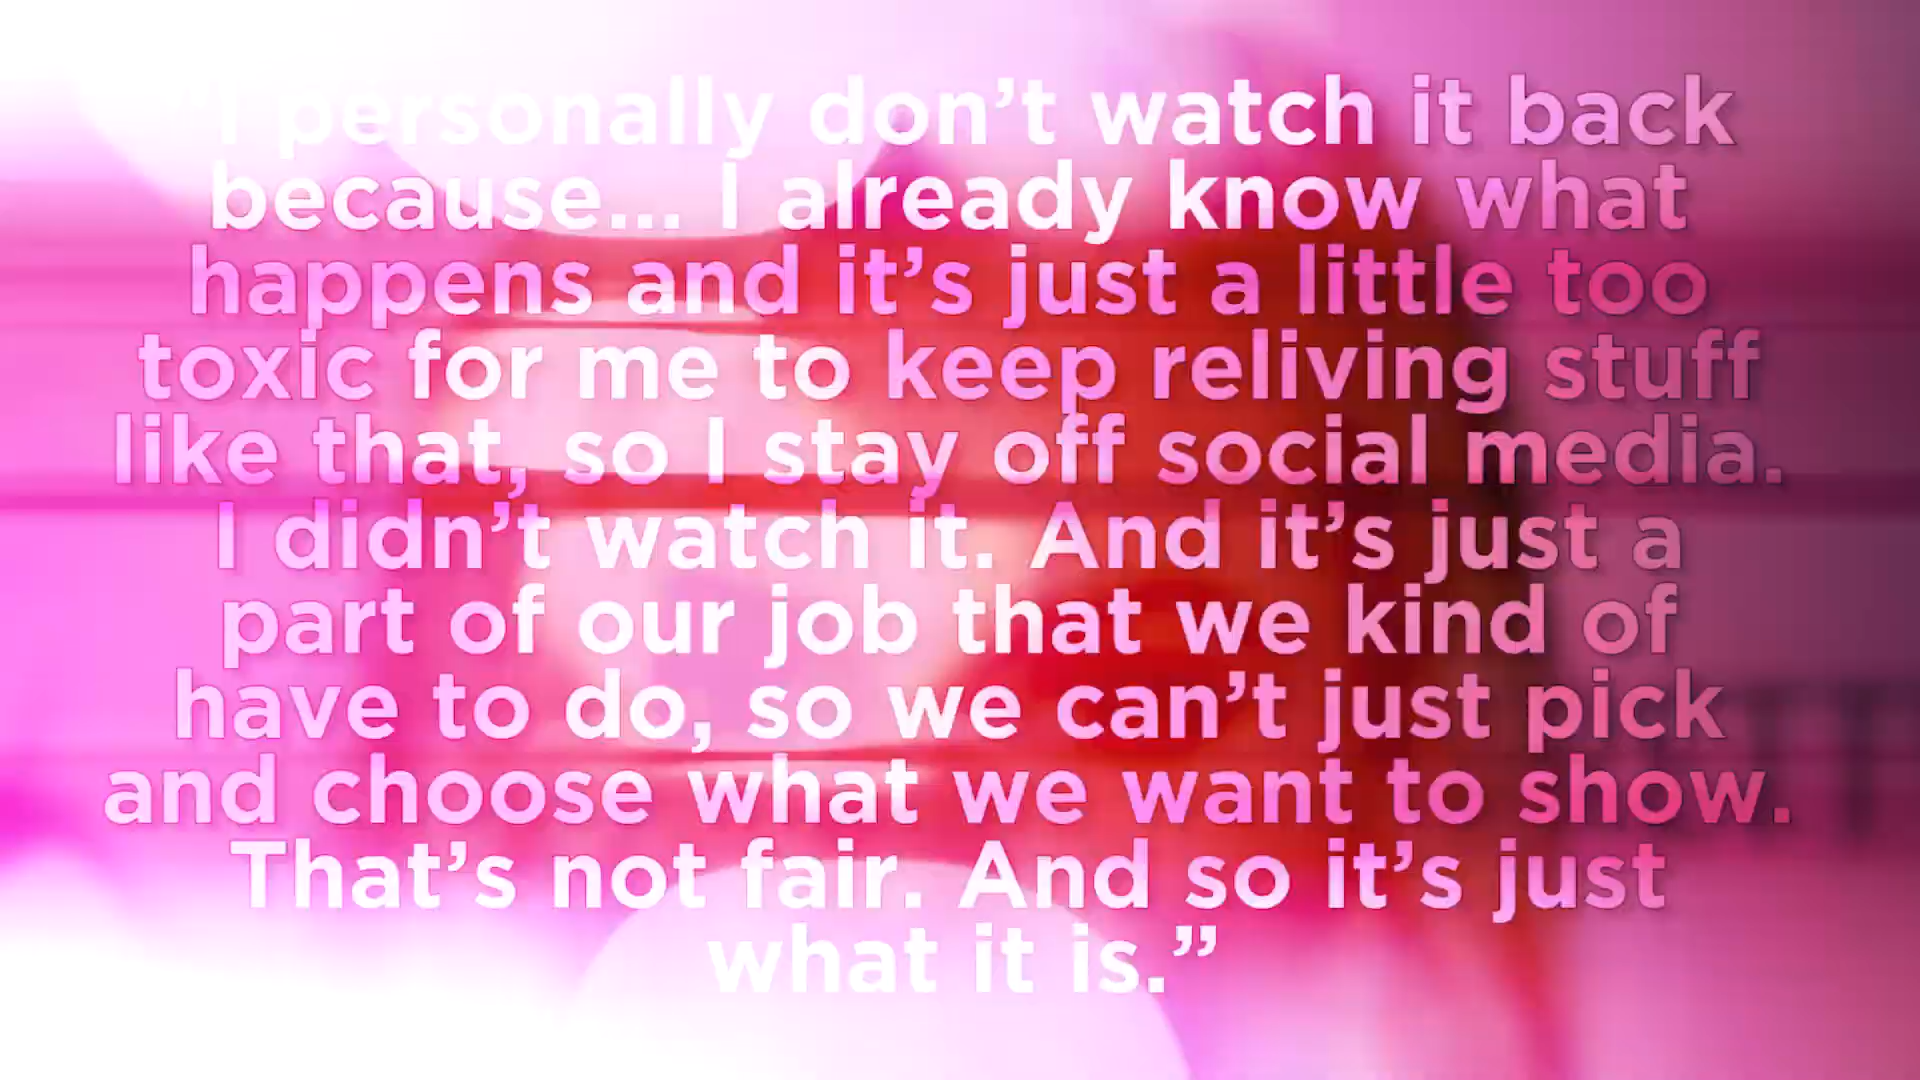 “I personally don’t watch it back
because... I already know what
happens and it’s just a little too
toxic for me to keep reliving stuff
like that, so I stay off social media.
I didn’t watch it. And it’s just a
part of our job that we kind of
have to do, so we can’t just pick
and choose what we want to show.
That’s not fair. And so it’s just
what it is.”